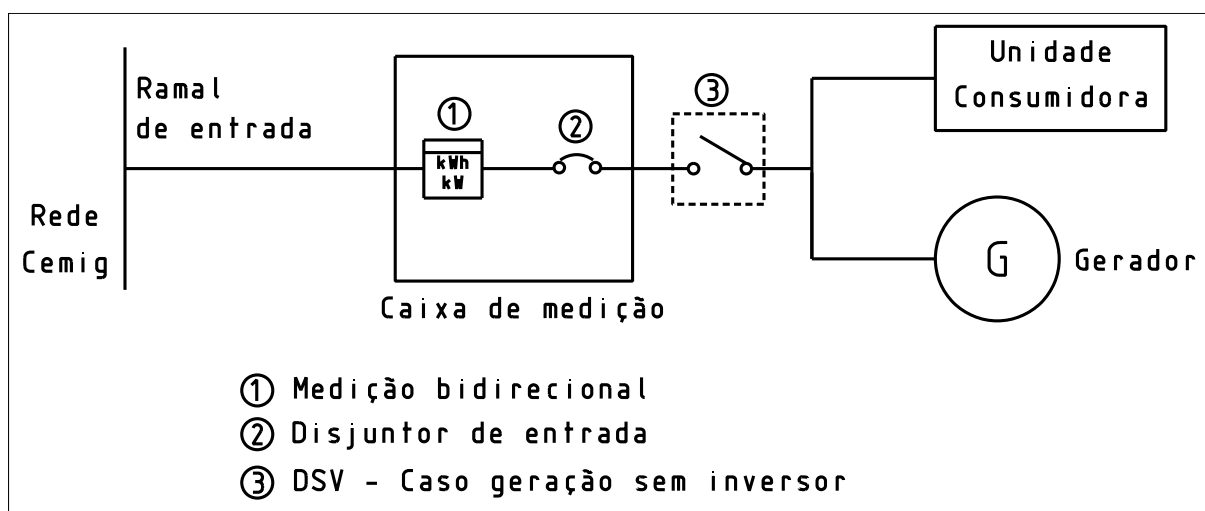 Ramal
de entrada
Rede
Cemig
①
kWh
kW
②
Caixa de medição
③
Unidade
Consumidora
G
Gerador
① Medição bidirecional
② Disjuntor de entrada
③ DSV - Caso geração sem inversor